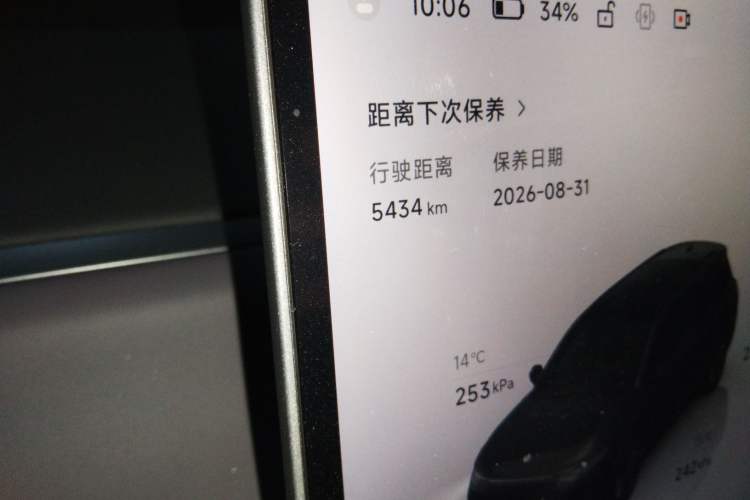 10:06 34%
距离下次保养 >
行驶距离 保养日期
5434 km 2026-08-31
14℃
253 kPa
242